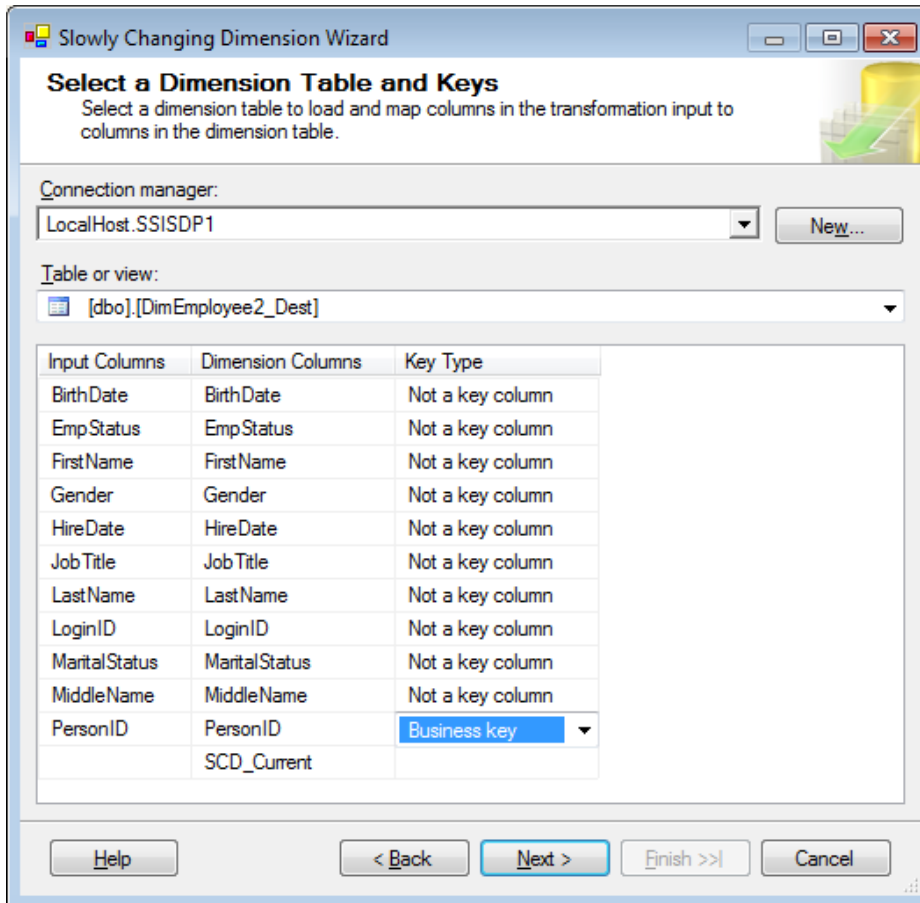 Slowly Changing Dimension Wizard
Select a Dimension Table and Keys
Select a dimension table to load and map columns in the transformation input to
columns in the dimension table.
Connection manager:
LocalHost.SSISDP1
New...
Table or view:
[dbo].[DimEmployee2_Dest]
Input Columns Dimension Columns Key Type
BirthDate BirthDate Not a key column
EmpStatus EmpStatus Not a key column
FirstName FirstName Not a key column
Gender Gender Not a key column
HireDate HireDate Not a key column
JobTitle JobTitle Not a key column
LastName LastName Not a key column
LoginID LoginID Not a key column
MaritalStatus MaritalStatus Not a key column
MiddleName MiddleName Not a key column
PersonID PersonID Business key
SCD_Current
Help < Back Next > Finish >>| Cancel